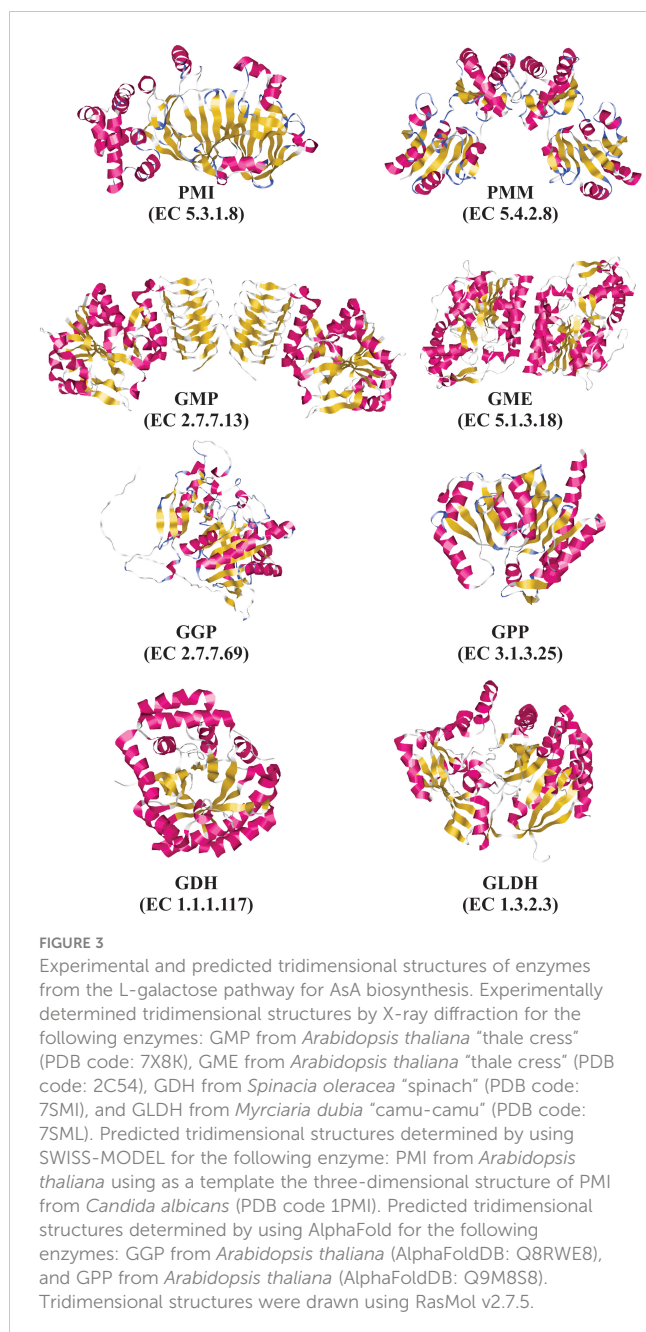 PMI
(EC 5.3.1.8)
PMM
(EC 5.4.2.8)
GMP
(EC 2.7.7.13)
GME
(EC 5.1.3.18)
GGP
(EC 2.7.7.69)
GPP
(EC 3.1.3.25)
GDH
(EC 1.1.1.117)
GLDH
(EC 1.3.2.3)
FIGURE 3
Experimental and predicted tridimensional structures of enzymes
from the L-galactose pathway for AsA biosynthesis. Experimentally
determined tridimensional structures by X-ray diffraction for the
following enzymes: GMP from Arabidopsis thaliana “thale cress”
(PDB code: 7X8K), GME from Arabidopsis thaliana “thale cress” (PDB
code: 2C54), GDH from Spinacia oleracea “spinach” (PDB code:
7SMI), and GLDH from Myrciaria dubia “camu-camu” (PDB code:
7SML). Predicted tridimensional structures determined by using
SWISS-MODEL for the following enzyme: PMI from Arabidopsis
thaliana using as a template the three-dimensional structure of PMI
from Candida albicans (PDB code 1PMI). Predicted tridimensional
structures determined by using AlphaFold for the following
enzymes: GGP from Arabidopsis thaliana (AlphaFoldDB: Q8RWE8),
and GPP from Arabidopsis thaliana (AlphaFoldDB: Q9M8S8).
Tridimensional structures were drawn using RasMol v2.7.5.